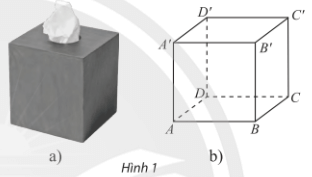 D' C'
A' B'
D C
A B
a) b)
Hình 1